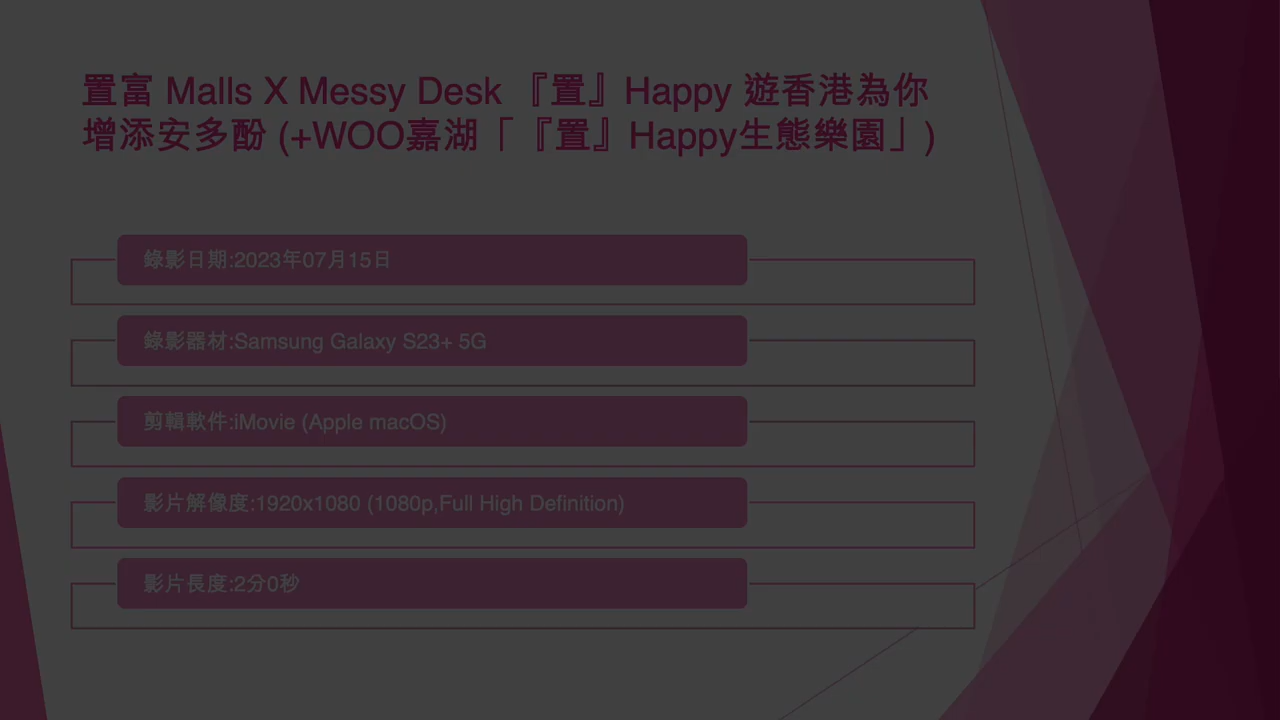 置富 Malls X Messy Desk 『置』Happy 遊香港為你
增添安多酚 (+WOO嘉湖「『置』Happy生態樂園」)
錄影日期:2023年07月15日
錄影器材:Samsung Galaxy S23+ 5G
剪輯軟件:iMovie (Apple macOS)
影片解像度:1920x1080 (1080p,Full High Definition)
影片長度:2分0秒